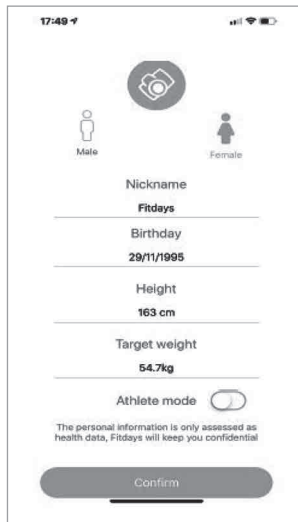 17:49
Male
Female
Nickname
Fitdays
Birthday
29/11/1995
Height
163 cm
Target weight
54.7kg
Athlete mode
The personal information is only assessed as
health data, Fitdays will keep you confidential
Confirm